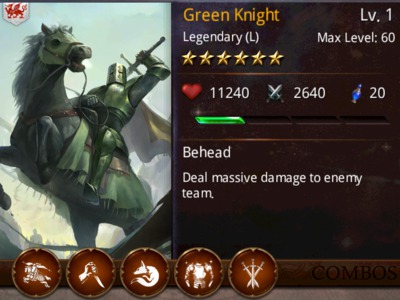 Green Knight Lv. 1
Legendary (L) Max Level: 60
11240 2640 20
Behead
Deal massive damage to enemy
team.
COMBOS